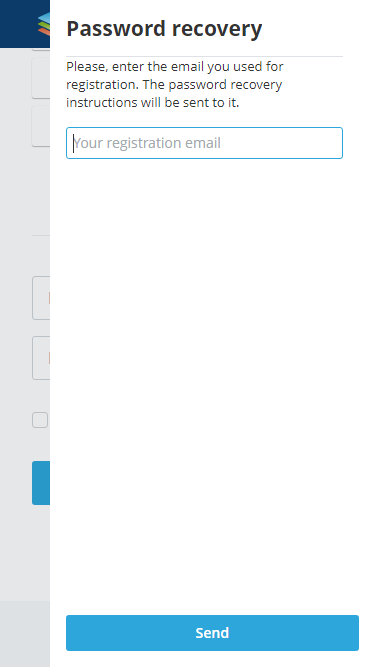 Password recovery
Please, enter the email you used for
registration. The password recovery
instructions will be sent to it.
Your registration email
Send